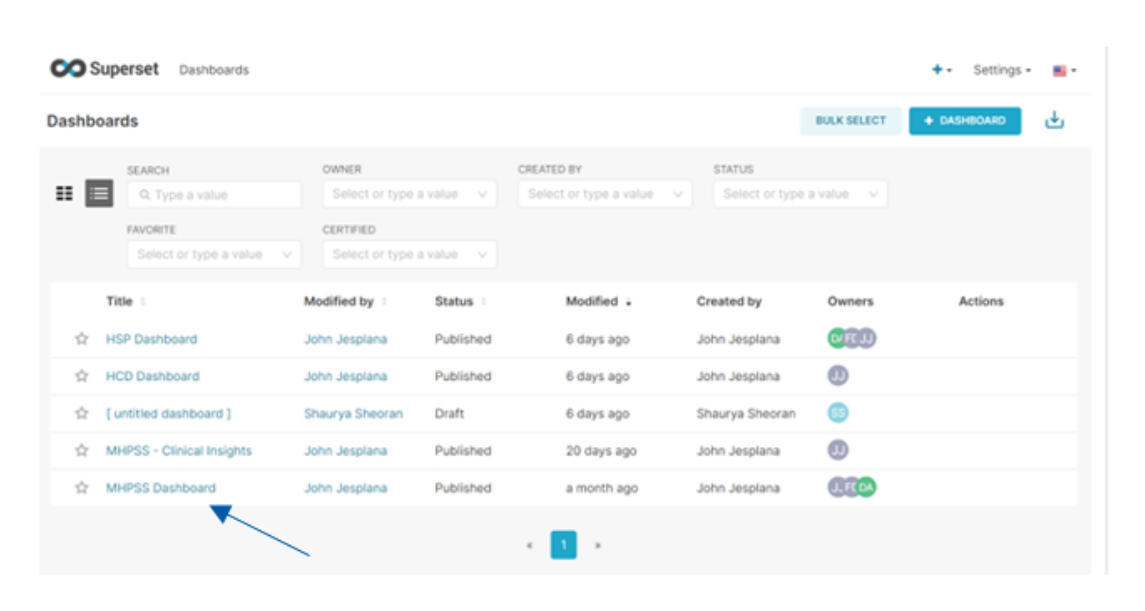 Superset Dashboards + Settings
Dashboards BULK SELECT + DASHBOARD
SEARCH OWNER CREATED BY STATUS
Type a value Select or type a value Select or type a value Select or type a value
FAVORITE CERTIFIED
Select or type a value Select or type a value
Title Modified by Status Modified Created by Owners Actions
HSP Dashboard John Jesplana Published 6 days ago John Jesplana JJ
HCD Dashboard John Jesplana Published 6 days ago John Jesplana JJ
[ untitled dashboard ] Shaurya Sheoran Draft 6 days ago Shaurya Sheoran SS
MHPSS - Clinical Insights John Jesplana Published 20 days ago John Jesplana JJ
MHPSS Dashboard John Jesplana Published a month ago John Jesplana DA
« 1 »